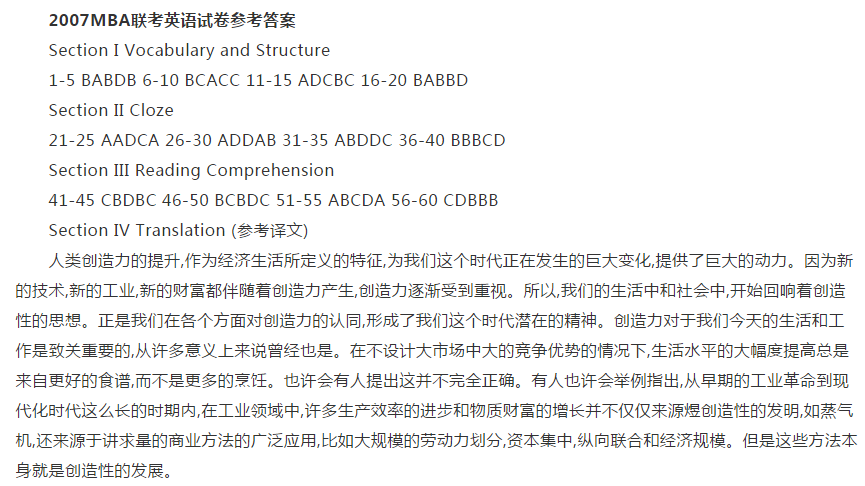 2007MBA联考英语试卷参考答案
Section I Vocabulary and Structure
1-5 BABDB 6-10 BCACC 11-15 ADCBC 16-20 BABBD
Section II Cloze
21-25 AADCA 26-30 ADDAB 31-35 ABDDC 36-40 BBBCD
Section III Reading Comprehension
41-45 CBDBC 46-50 BCBDC 51-55 ABCDA 56-60 CDBBB
Section IV Translation (参考译文)
人类创造力的提升,作为经济生活所定义的特征,为我们这个时代正在发生的巨大变化,提供了巨大的动力。因为新
的技术,新的工业,新的财富都伴随着创造力产生,创造力逐渐受到重视。所以,我们的生活中和社会中,开始回响着创造
性的思想。正是我们在各个方面对创造力的认同,形成了我们这个时代潜在的精神。创造力对于我们今天的生活和工
作是致关重要的,从许多意义上来说曾经也是。在不设计大市场中大的竞争优势的情况下,生活水平的大幅度提高总是
来自更好的食谱,而不是更多的烹饪。也许会有人提出这并不完全正确。有人也许会举例指出,从早期的工业革命到现
代化时代这么长的时期内,在工业领域中,许多生产效率的进步和物质财富的增长并不仅仅来源煜创造性的发明,如蒸气
机,还来源于讲求量的商业方法的广泛应用,比如大规模的劳动力划分,资本集中,纵向联合和经济规模。但是这些方法本
身就是创造性的发展。